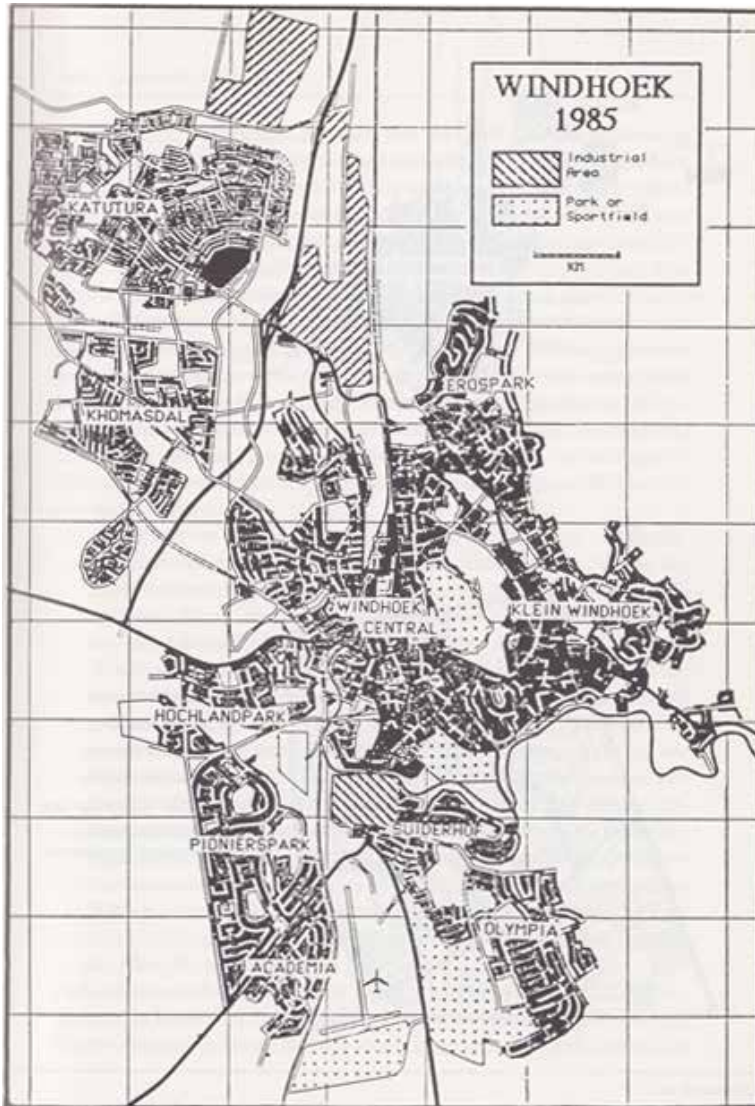 WINDHOEK
1985
Industrial
Area
Park or
Sportfield
KM
KATUTURA
EROSPARK
KHOMASDAL
WINDHOEK
CENTRAL
KLEIN WINDHOEK
HOCHLANDPARK
SUIDERHOF
PIONIERSPARK
OLYMPIA
ACADEMIA